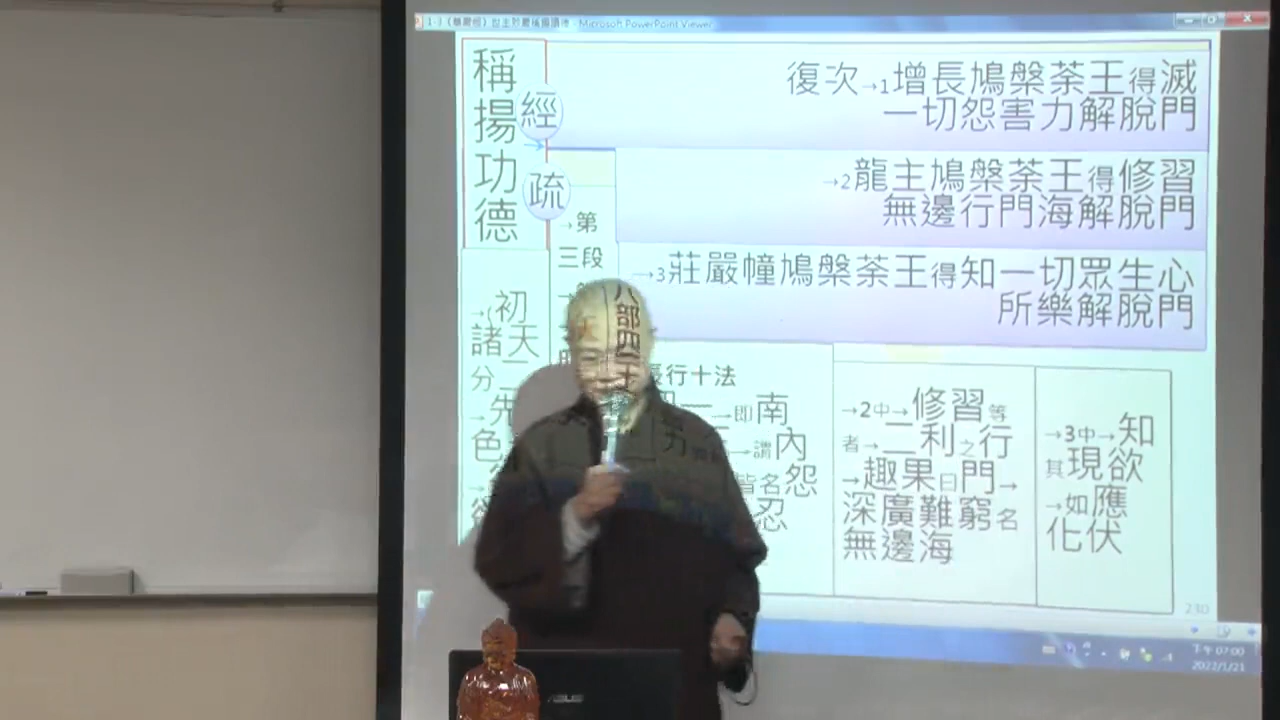 1-3《華嚴經》世主妙嚴 - Microsoft PowerPoint Viewer
稱揚功德
經
疏
復次→1增長鳩槃荼王得滅
一切怨害力解脫門
→2龍主鳩槃荼王得修習
無邊行門海解脫門
→3莊嚴幢鳩槃荼王得知一切眾生心
所樂解脫門
→第
三段
八部四王
→初
諸天
分二
→先
色
行十法
→即南
→謂內
皆名怨
忍
→2中→修習等
者→二利之行
→趣果曰門→
深廣難窮名
無邊海
→3中→知
其現欲
→如應
化伏
230
下午 07:00
2022/1/21
ASUS